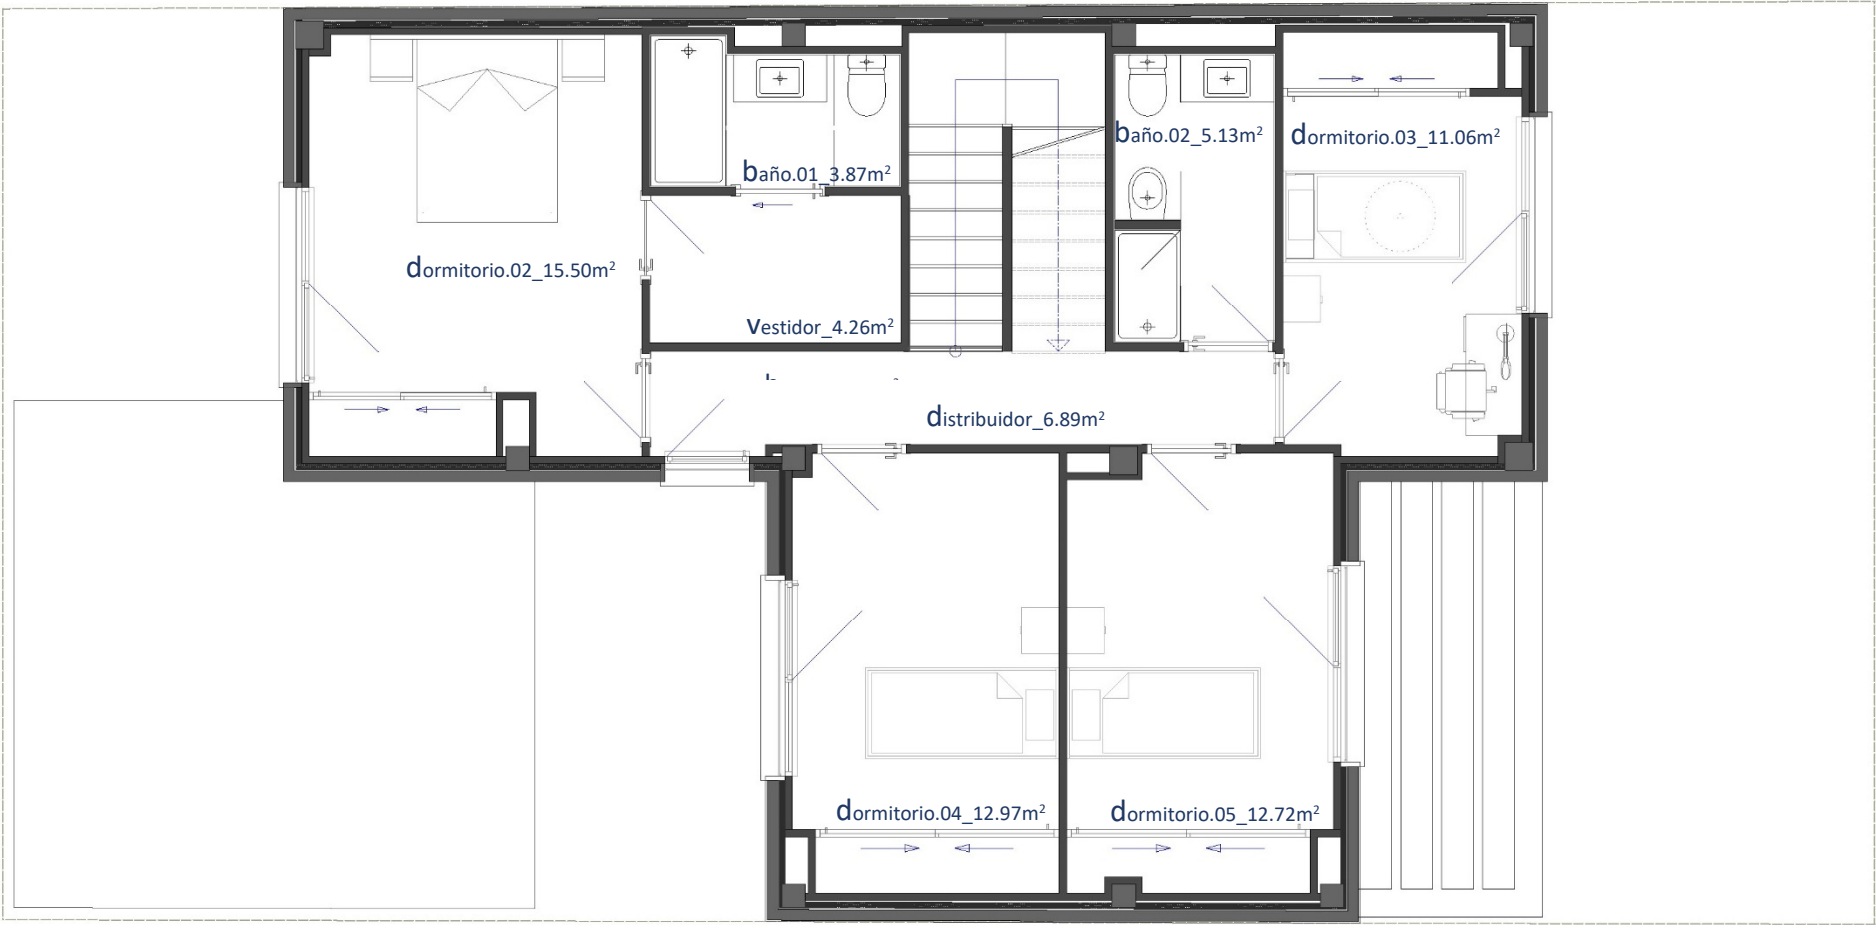 baño.02_5.13m²
dormitorio.03_11.06m²
baño.01_3.87m²
dormitorio.02_15.50m²
vestidor_4.26m²
distribuidor_6.89m²
dormitorio.04_12.97m²
dormitorio.05_12.72m²